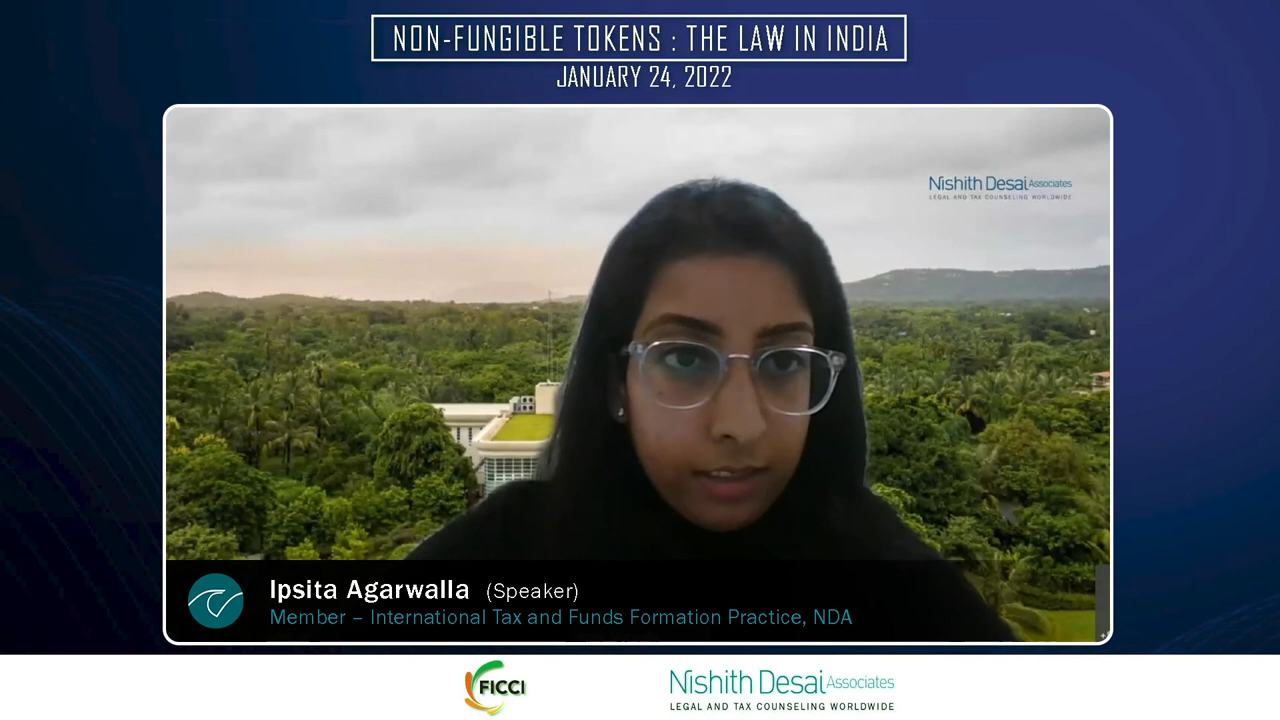 NON-FUNGIBLE TOKENS : THE LAW IN INDIA
JANUARY 24, 2022
Nishith Desai Associates
LEGAL AND TAX COUNSELING WORLDWIDE
Ipsita Agarwalla (Speaker)
Member – International Tax and Funds Formation Practice, NDA
FICCI
Nishith Desai Associates
LEGAL AND TAX COUNSELING WORLDWIDE